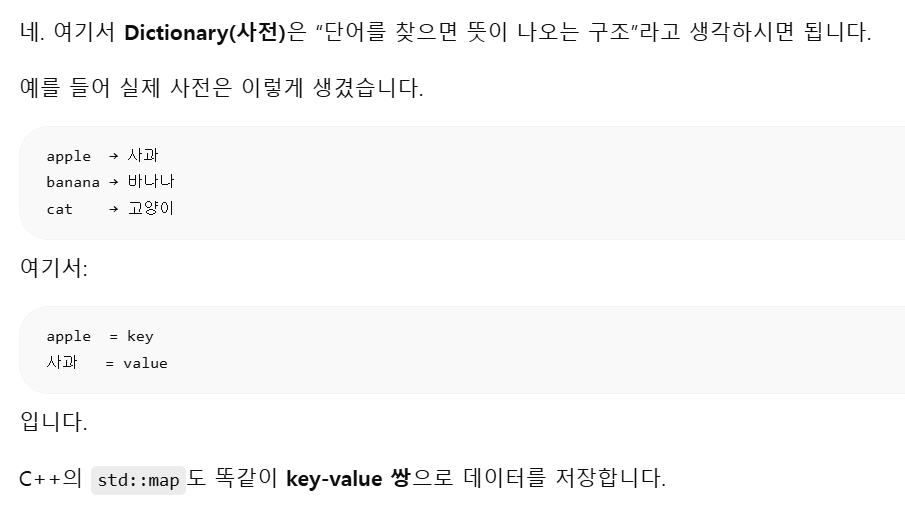 네. 여기서 Dictionary(사전)은 “단어를 찾으면 뜻이 나오는 구조”라고 생각하시면 됩니다.
예를 들어 실제 사전은 이렇게 생겼습니다.
apple → 사과
banana → 바나나
cat → 고양이
여기서:
apple = key
사과 = value
입니다.
C++의 std::map도 똑같이 key-value 쌍으로 데이터를 저장합니다.